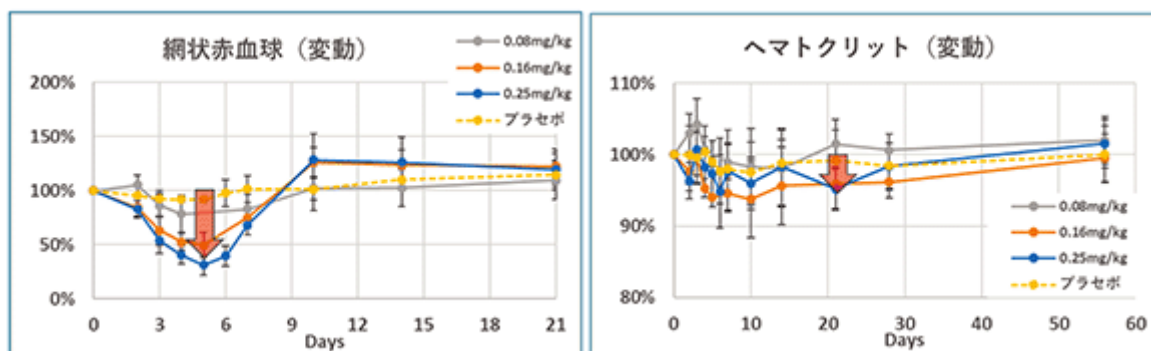 網状赤血球（変動）
0.08mg/kg
0.16mg/kg
0.25mg/kg
プラセボ
200%
150%
100%
50%
0%
0 3 6 9 12 15 18 21
Days
ヘマトクリット（変動）
110%
100%
90%
80%
0.08mg/kg
0.16mg/kg
0.25mg/kg
プラセボ
0 10 20 30 40 50 60
Days